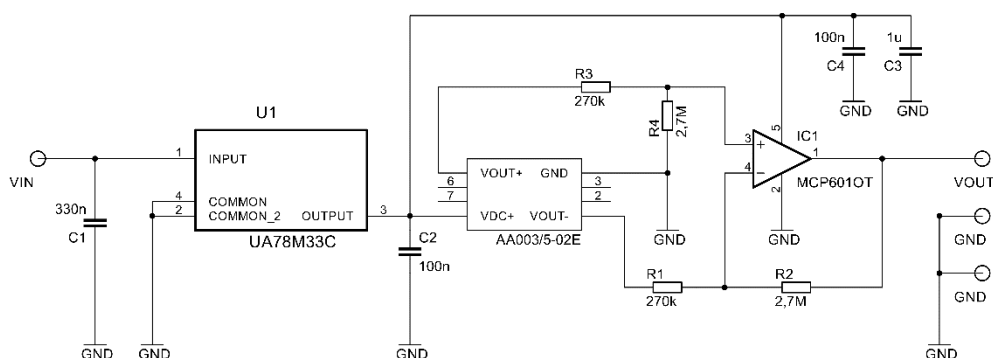 100n
1u
C4
C3
GND
GND
R3
270k
R4
2,7M
U1
5
IC1
3
+
1
4
-
2
MCP601OT
VIN
1
INPUT
4
COMMON
2
COMMON_2
OUTPUT
3
UA78M33C
330n
C1
6
VOUT+
GND
3
7
2
VDC+
VOUT-
AA003/5-02E
GND
GND
VOUT
GND
GND
C2
100n
R1
270k
R2
2,7M
GND
GND
GND
GND